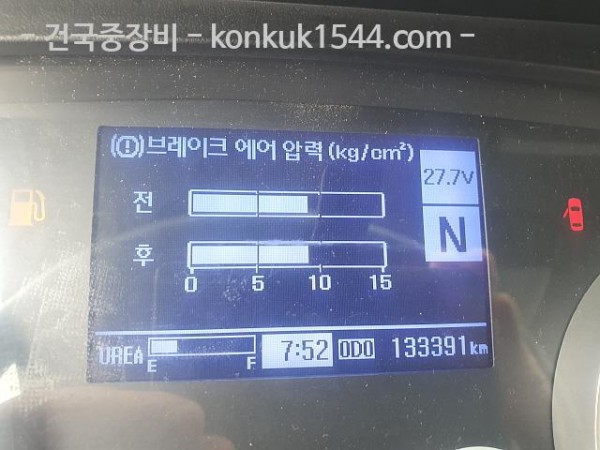 - 건국중장비 - konkuk1544.com -
(!)브레이크 에어 압력(kg/cm²)
27.7V
전
N
후
0 5 10 15
UREA E F 7:52 ODO 133391km